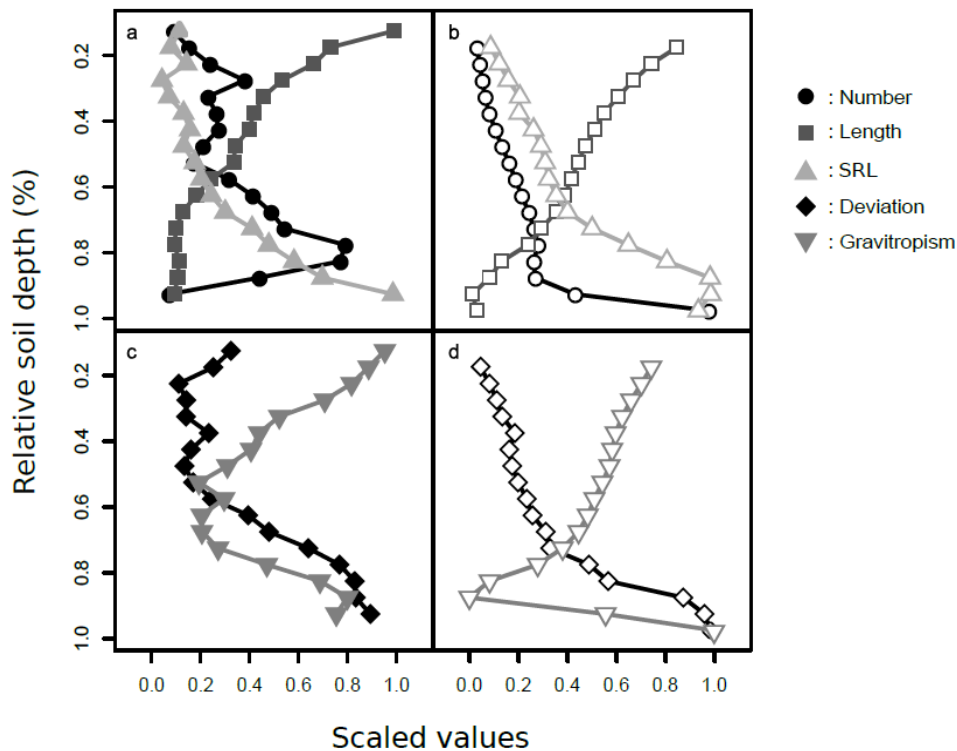 a
b
0.2
0.4
0.6
0.8
1.0
: Number
: Length
: SRL
: Deviation
: Gravitropism
Relative soil depth (%)
c
d
0.2
0.4
0.6
0.8
1.0
0.0 0.2 0.4 0.6 0.8 1.0
0.0 0.2 0.4 0.6 0.8 1.0
Scaled values